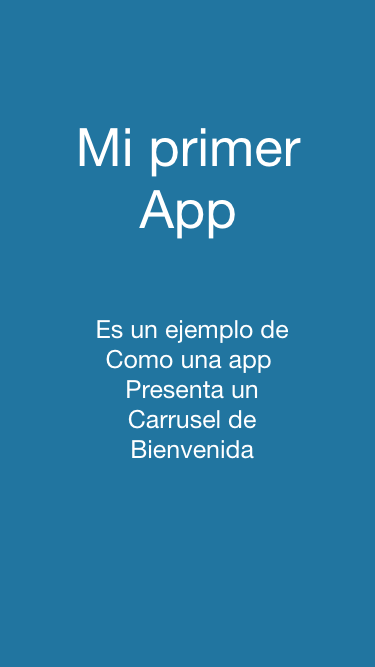 Mi primer
App
Es un ejemplo de
Como una app
Presenta un
Carrusel de
Bienvenida